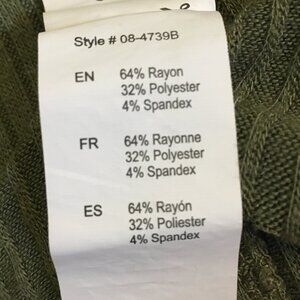 Style # 08-4739B
EN 64% Rayon
32% Polyester
4% Spandex
FR 64% Rayonne
32% Polyester
4% Spandex
ES 64% Rayón
32% Poliester
4% Spandex